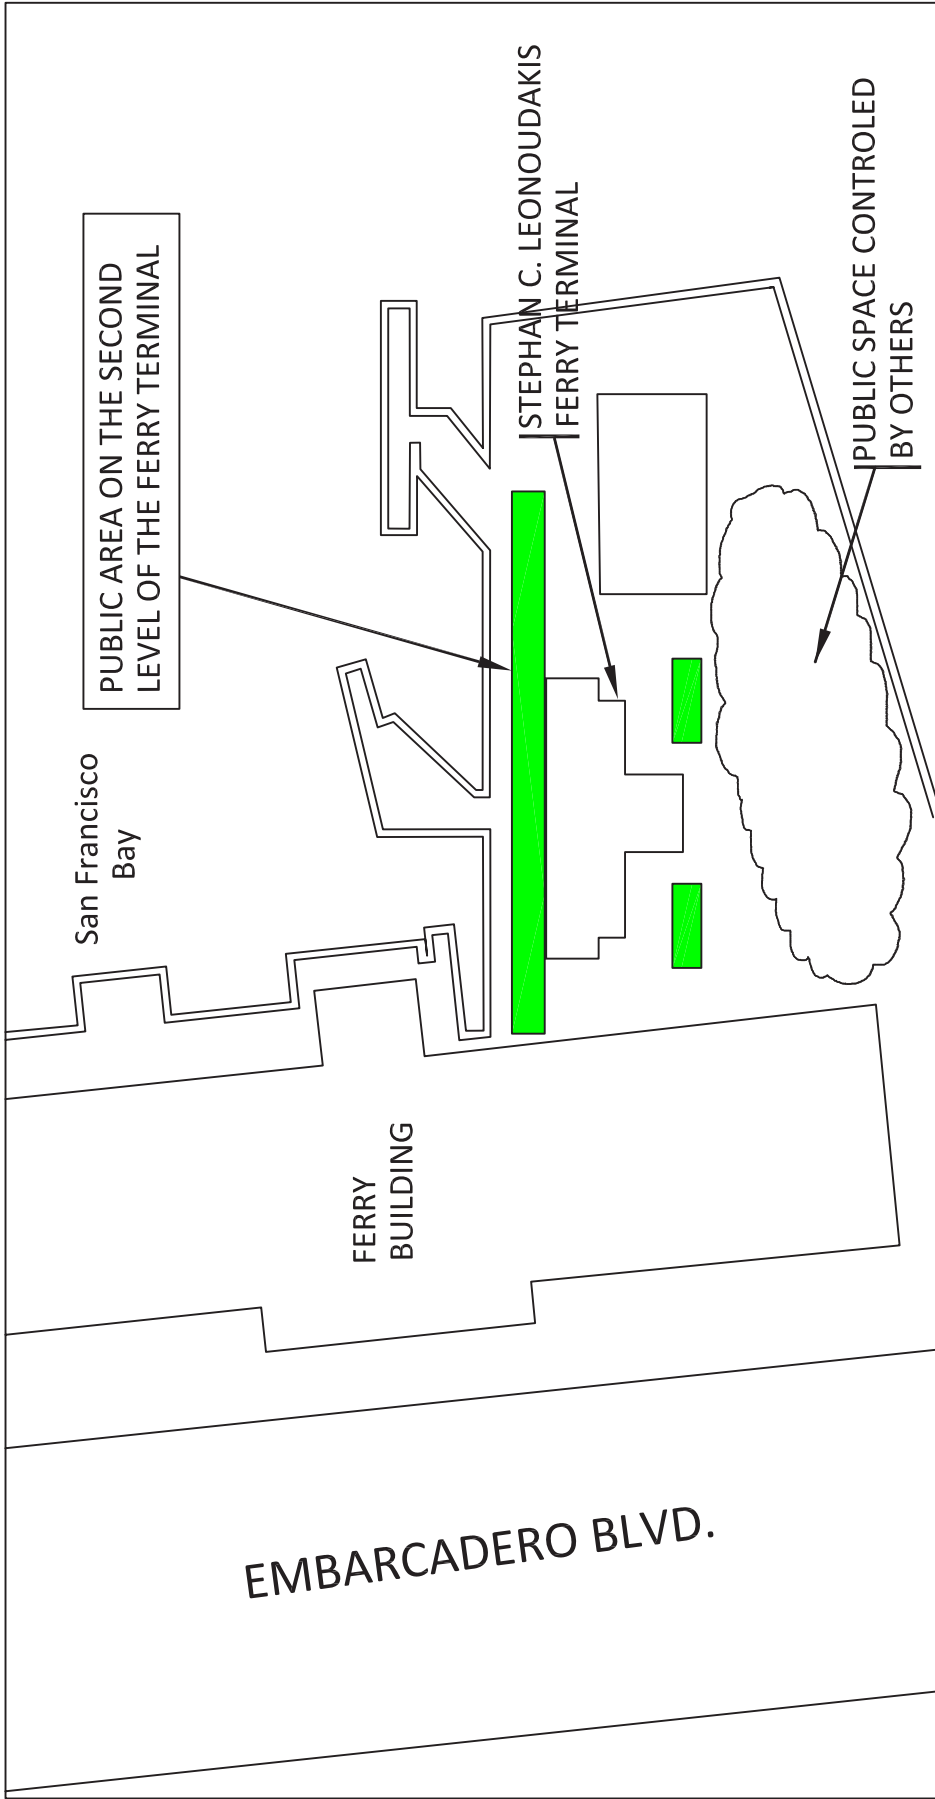 PUBLIC AREA ON THE SECOND
LEVEL OF THE FERRY TERMINAL
San Francisco
Bay
STEPHAN C. LEONOUDAKIS
FERRY TERMINAL
PUBLIC SPACE CONTROLED
BY OTHERS
FERRY
BUILDING
EMBARCADERO BLVD.